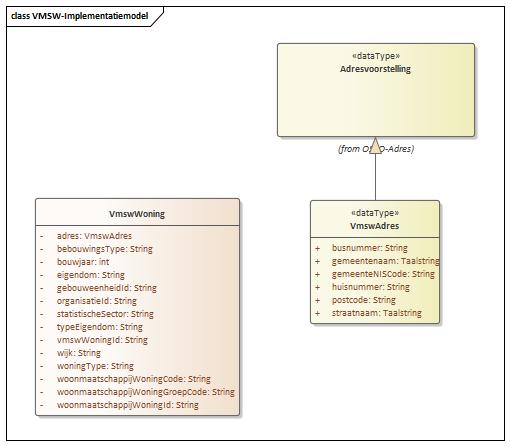 class VMSW-Implementatiemodel
«dataType»
Adresvoorstelling
(from O -Adres)
VmswWoning
- adres: VmswAdres
- bebouwingsType: String
- bouwjaar: int
- eigendom: String
- gebouweenheidId: String
- organisatieId: String
- statistischeSector: String
- typeEigendom: String
- vmswWoningId: String
- wijk: String
- woningType: String
- woonmaatschappijWoningCode: String
- woonmaatschappijWoningGroepCode: String
- woonmaatschappijWoningId: String
«dataType»
VmswAdres
+ busnummer: String
+ gemeentenaam: Taalstring
+ gemeenteNISCode: String
+ huisnummer: String
+ postcode: String
+ straatnaam: Taalstring